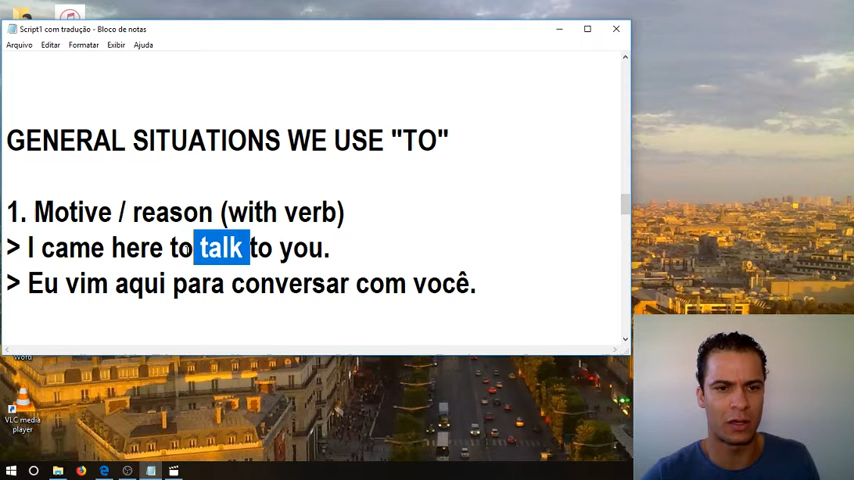 Script1 com tradução - Bloco de notas
Arquivo Editar Formatar Exibir Ajuda
GENERAL SITUATIONS WE USE "TO"
1. Motive / reason (with verb)
> I came here to talk to you.
> Eu vim aqui para conversar com você.
Word
VLC media
player